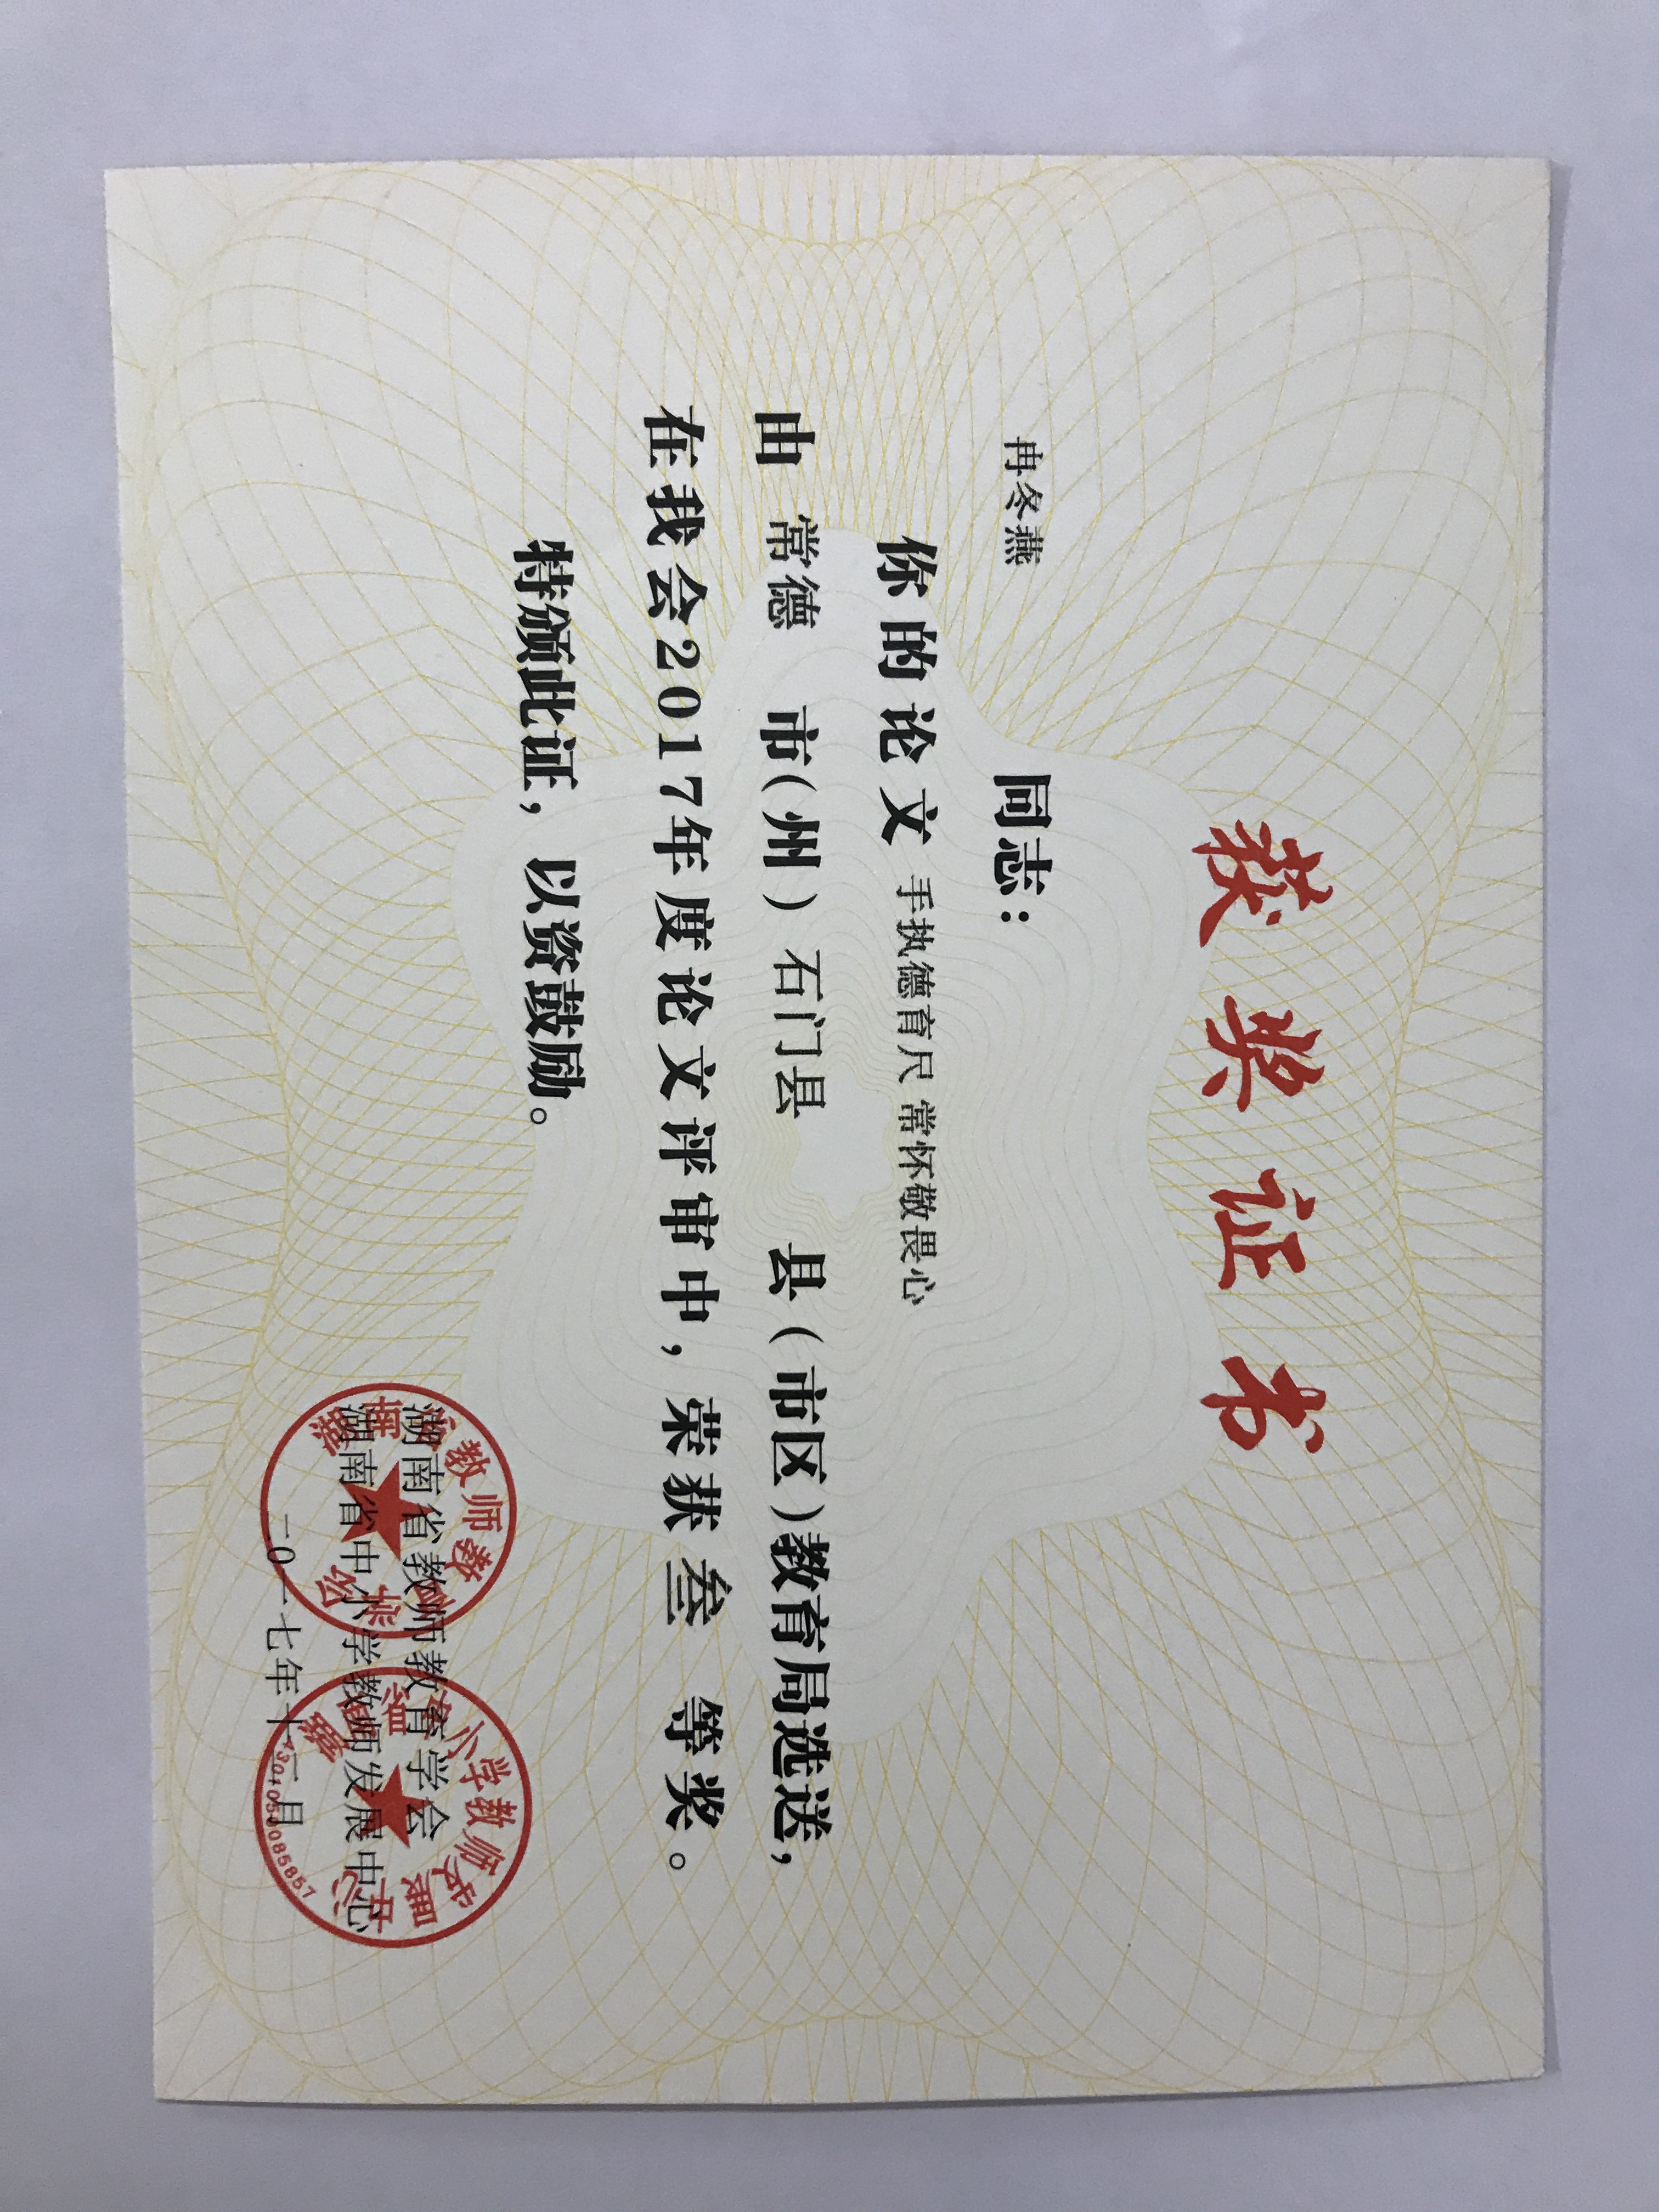 获奖证书
冉冬燕 同志：
你的论文 手执德育尺 常怀敬畏心
由 常德 市(州) 石门县 县(市区)教育局选送，
在我会2017年度论文评审中，荣获 叁 等奖。
特颁此证，以资鼓励。
湖南省教师教育学会
湖南省中小学教师发展中心
二0一七年十二月